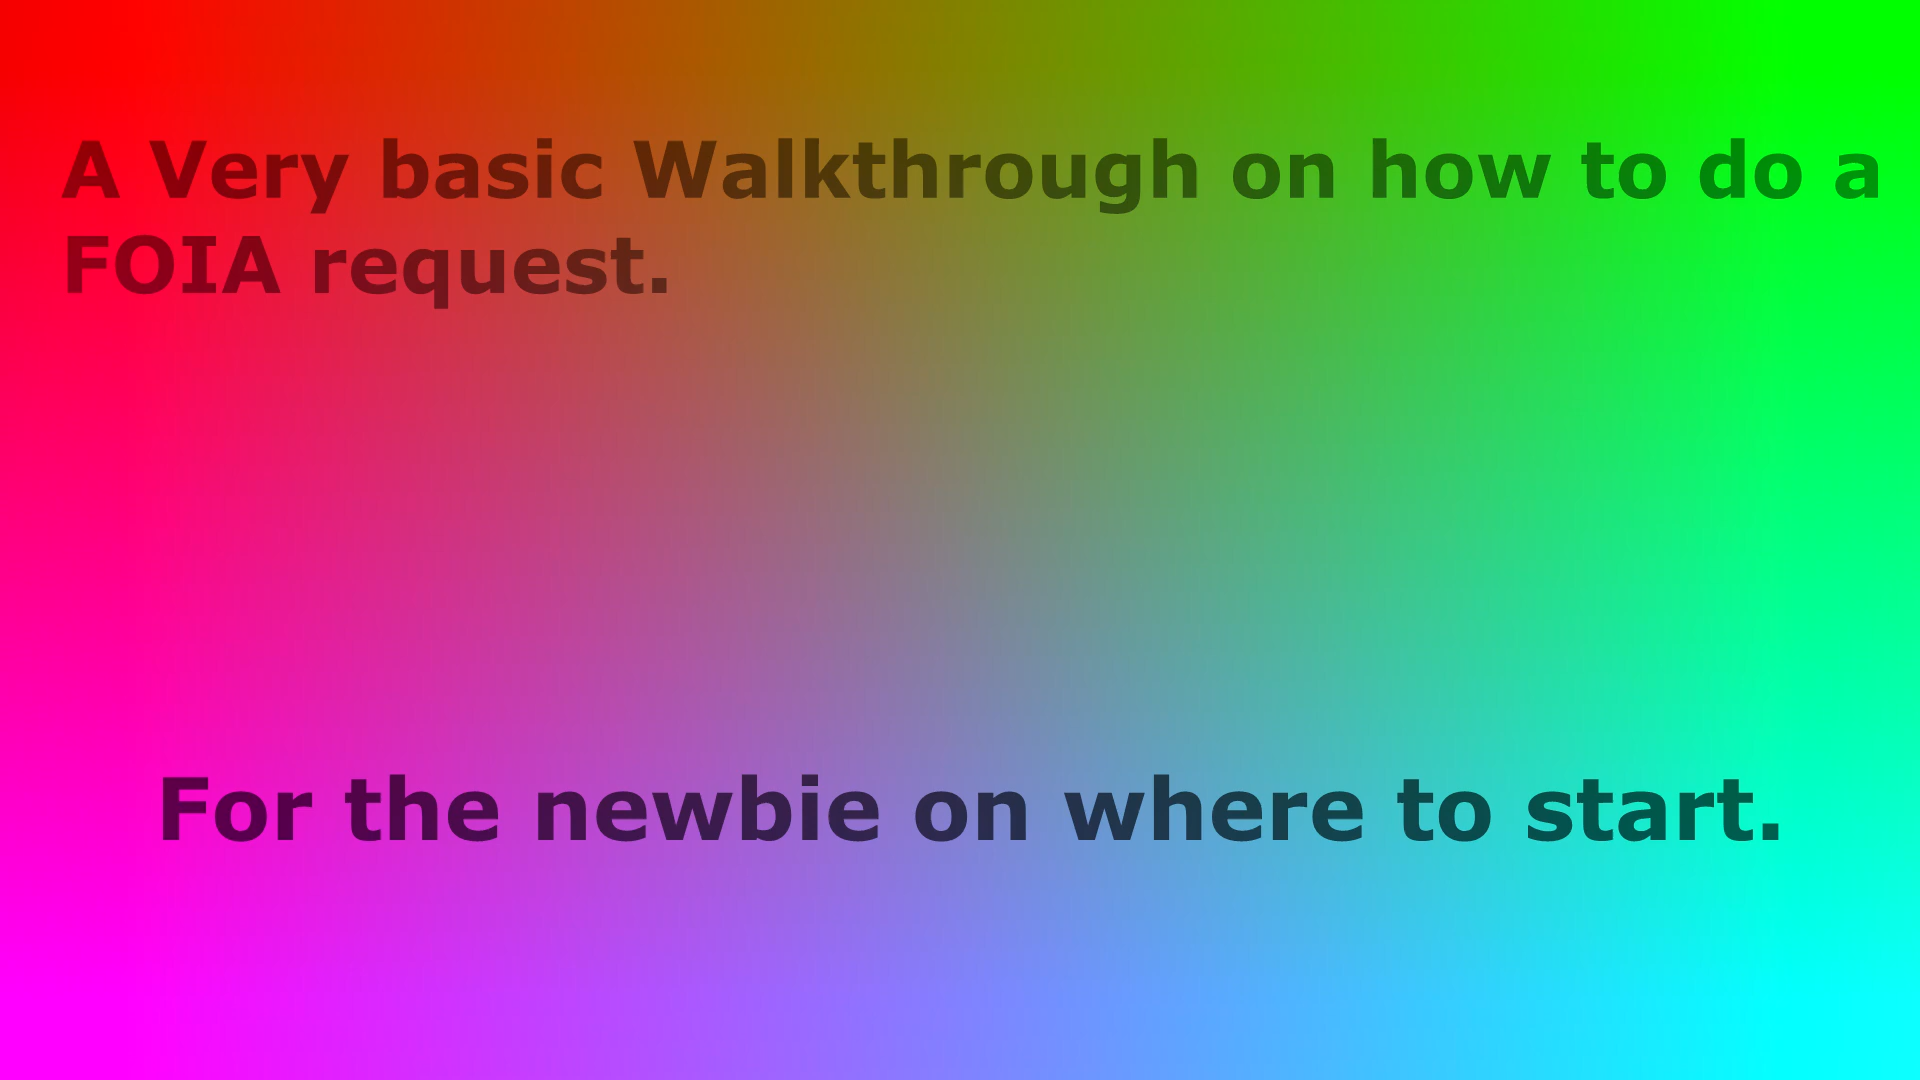 A Very basic Walkthrough on how to do a
FOIA request.
For the newbie on where to start.